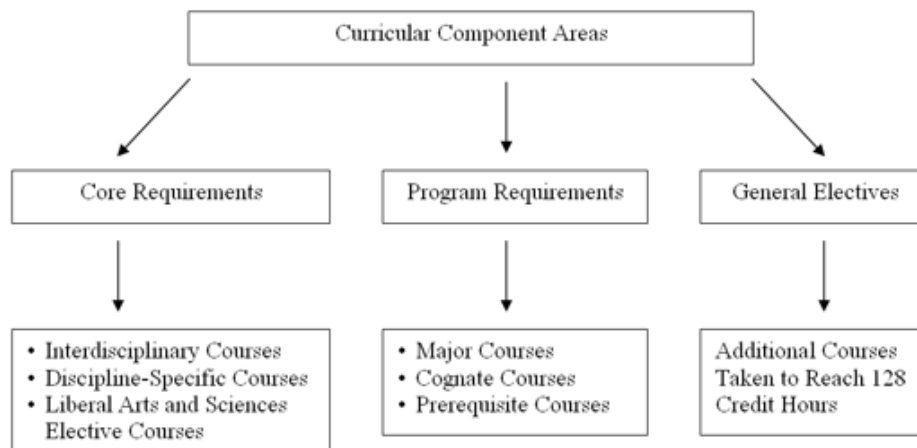 Curricular Component Areas
Core Requirements
Program Requirements
General Electives
• Interdisciplinary Courses
• Discipline-Specific Courses
• Liberal Arts and Sciences
Elective Courses
• Major Courses
• Cognate Courses
• Prerequisite Courses
Additional Courses
Taken to Reach 128
Credit Hours